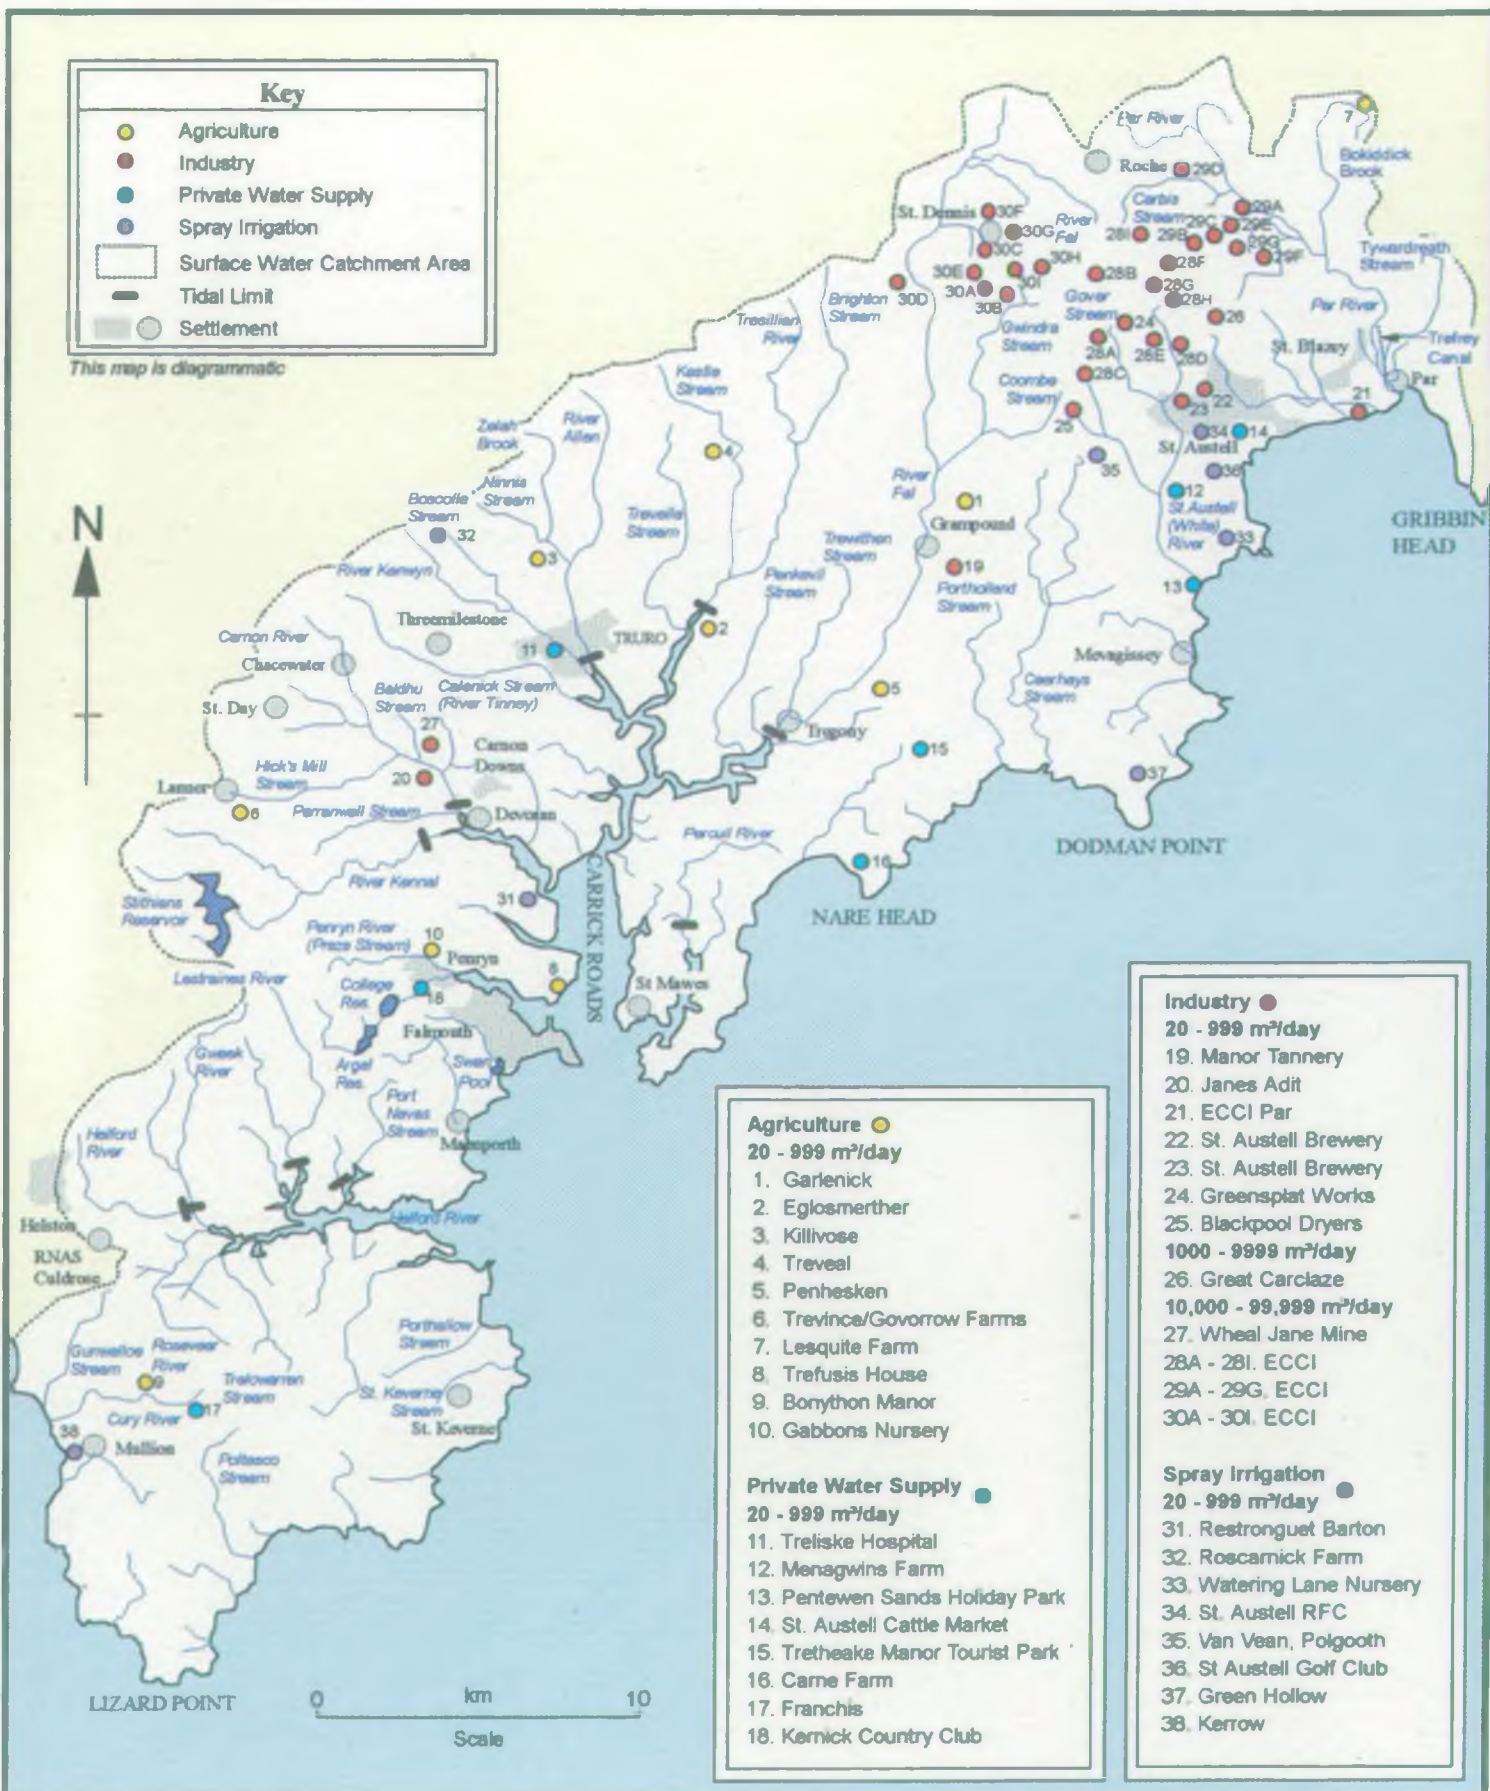 Key
Agriculture
Industry
Private Water Supply
Spray Irrigation
Surface Water Catchment Area
Tidal Limit
Settlement
This map is diagrammatic
N
Par River
Roche
29D
7
Bokiddick
Brook
St. Dennis
30F
30G
River
Fal
30C
30H
30E
30I
30A
30B
30D
Carbis
Stream
29A
29C
29E
28I
29B
29G
29F
28F
28B
28G
28H
Tywardreath
Stream
Brighton
Stream
Gover
Stream
Gwindra
Stream
24
26
Par River
St. Blazey
Trefrey
Canal
Par
Tresillian
River
28A
28E
28D
28C
Coombe
Stream
25
23
22
21
Kestle
Stream
River
Allen
Zelah
Brook
4
34
14
St. Austell
35
36
12
River
Fal
1
Grampound
St. Austell
(White)
River
33
GRIBBIN
HEAD
Ninnis
Stream
Boscolla
Stream
32
Trevella
Stream
3
Trewithen
Stream
19
Portholland
Stream
13
River Kenwyn
Penkevil
Stream
Threemilestone
2
Carnon River
Chacewater
11
TRURO
Mevagissey
Caerhays
Stream
Baldhu
Stream
Calenick Stream
(River Tinney)
5
St. Day
27
Tregony
15
Carnon
Downs
37
Hick's Mill
Stream
20
Lanner
6
Perranwell Stream
Devoran
Percuil River
DODMAN POINT
16
River Kennal
31
CARRICK ROADS
NARE HEAD
Stithians
Reservoir
Penryn River
(Praze Stream)
10
Penryn
8
Lestraines River
College
Res.
18
St Mawes
Falmouth
Gweek
River
Argal
Res.
Swan
Pool
Port
Navas
Stream
Maenporth
Helford
River
Helford River
Helston
RNAS
Culdrose
Porthallow
Stream
Gunwalloe
Stream
Rosevear
River
9
Trelowarren
Stream
St. Keverne
Stream
17
Cury River
St. Keverne
38
Mullion
Poltesco
Stream
LIZARD POINT
0
km
10
Scale
Agriculture
20 - 999 m³/day
1. Garlenick
2. Eglosmerther
3. Killivose
4. Treveal
5. Penhesken
6. Trevince/Govorrow Farms
7. Lesquite Farm
8. Trefusis House
9. Bonython Manor
10. Gabbons Nursery
Private Water Supply
20 - 999 m³/day
11. Treliske Hospital
12. Menagwins Farm
13. Pentewen Sands Holiday Park
14. St. Austell Cattle Market
15. Tretheake Manor Tourist Park
16. Carne Farm
17. Franchis
18. Kernick Country Club
Industry
20 - 999 m³/day
19. Manor Tannery
20. Janes Adit
21. ECCI Par
22. St. Austell Brewery
23. St. Austell Brewery
24. Greensplat Works
25. Blackpool Dryers
1000 - 9999 m³/day
26. Great Carclaze
10,000 - 99,999 m³/day
27. Wheal Jane Mine
28A - 28I. ECCI
29A - 29G. ECCI
30A - 30I. ECCI
Spray Irrigation
20 - 999 m³/day
31. Restronguet Barton
32. Roscarnick Farm
33. Watering Lane Nursery
34. St. Austell RFC
35. Van Vean, Polgooth
36. St Austell Golf Club
37. Green Hollow
38. Kerrow